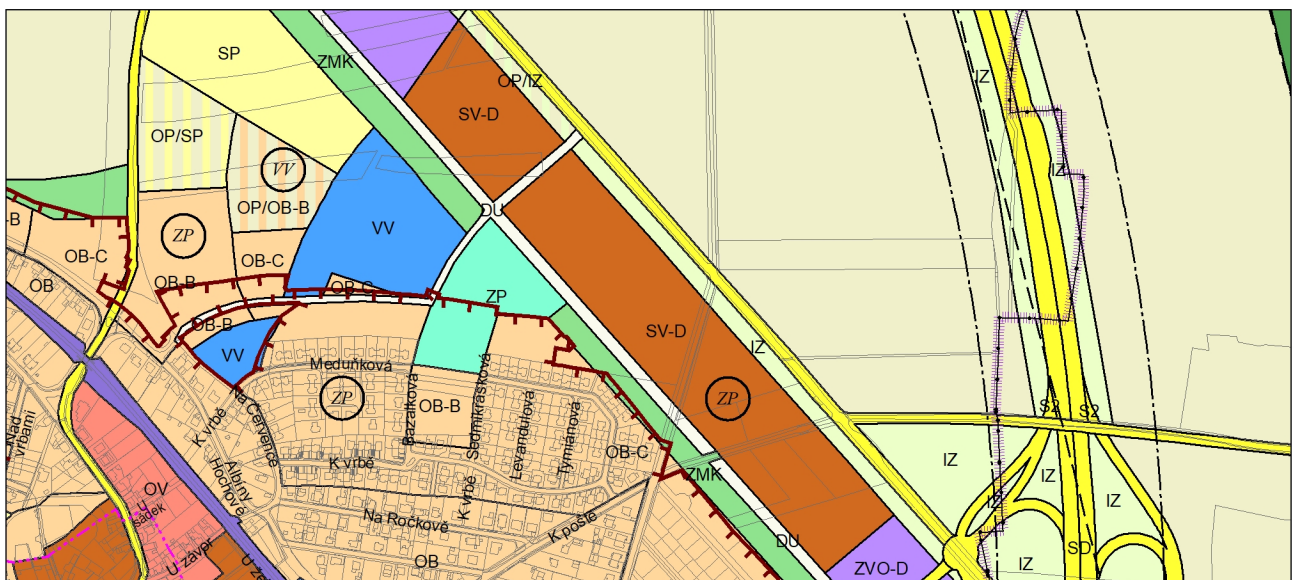 SP
ZMK
IZ
OP/IZ
SV-D
OP/SP
VV
IZ
OP/OB-B
-B
DU
ZP
VV
OB-C
OB-C
OB
OB-B
OB-C
ZP
OB-B
SV-D
VV
IZ
Meduňková
ZP
ZP
Bazalková
OB-B
Sedmikrásková
Levandulová
Tymiánová
Na Července
K vrbě
S2
S2
Nad
vrbami
OB-C
K vrbě
ZMK
IZ
IZ
Albíny
Hochové
OV
K vrbě
IZ
IZ
U
sádek
Na Ročkové
K pošle
DU
SD
U závor
OB
ZVO-D
IZ